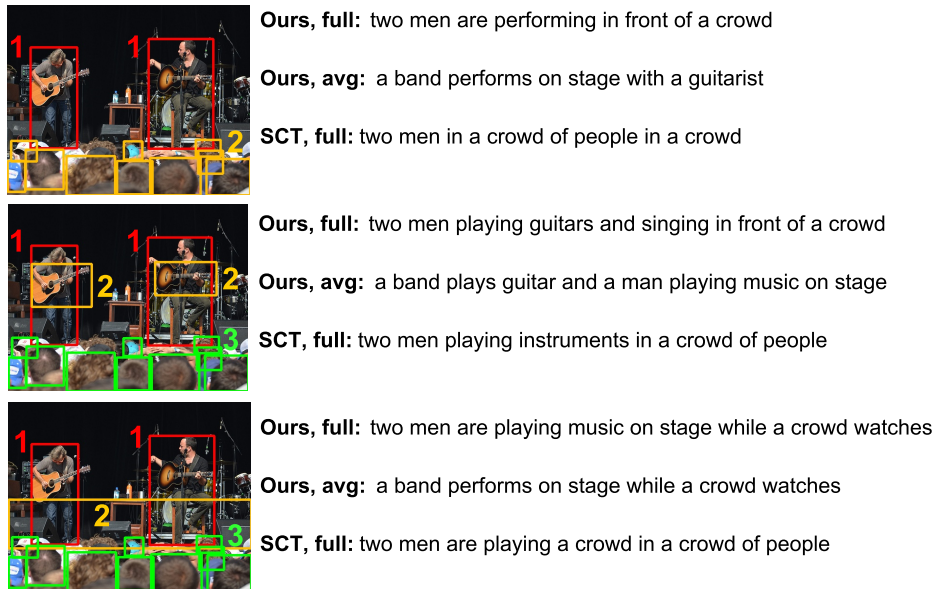 1
1
2
Ours, full: two men are performing in front of a crowd
Ours, avg: a band performs on stage with a guitarist
SCT, full: two men in a crowd of people in a crowd
1
1
2
2
3
Ours, full: two men playing guitars and singing in front of a crowd
Ours, avg: a band plays guitar and a man playing music on stage
SCT, full: two men playing instruments in a crowd of people
1
1
2
3
Ours, full: two men are playing music on stage while a crowd watches
Ours, avg: a band performs on stage while a crowd watches
SCT, full: two men are playing a crowd in a crowd of people